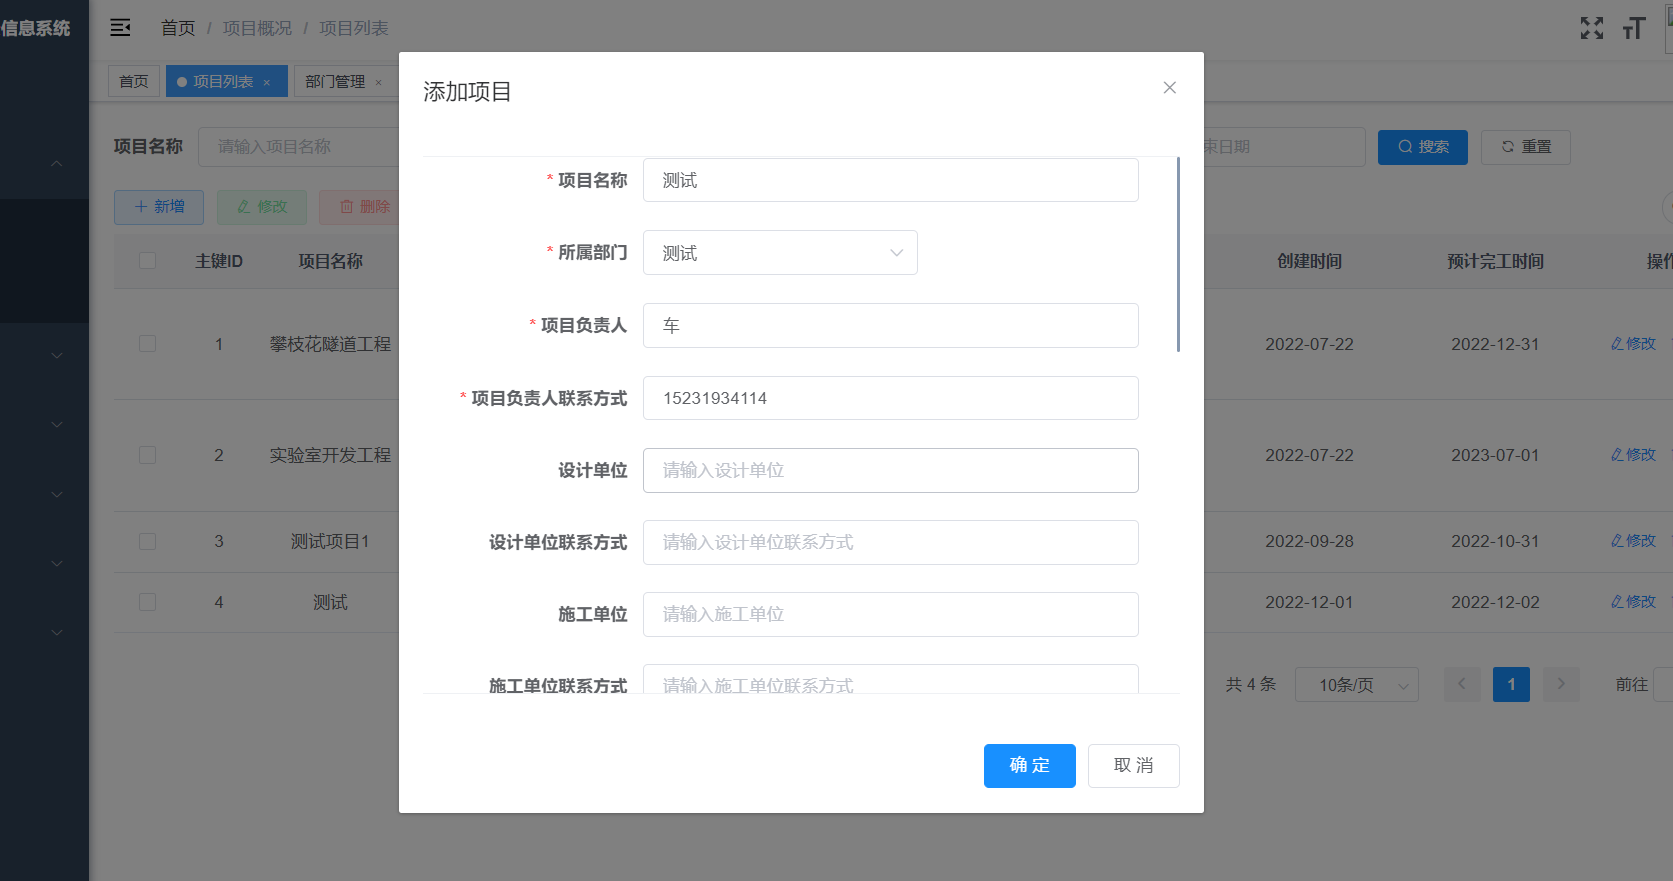 信息系统
首页 / 项目概况 / 项目列表
首页
项目列表 ×
部门管理 ×
项目名称 请输入项目名称
束日期
搜索
重置
新增
修改
删除
主键ID 项目名称 创建时间 预计完工时间
1 攀枝花隧道工程 2022-07-22 2022-12-31 修改
2 实验室开发工程 2022-07-22 2023-07-01 修改
3 测试项目1 2022-09-28 2022-10-31 修改
4 测试 2022-12-01 2022-12-02 修改
共 4 条 10条/页 1 前往
添加项目
* 项目名称 测试
* 所属部门 测试
* 项目负责人 车
* 项目负责人联系方式 15231934114
设计单位 请输入设计单位
设计单位联系方式 请输入设计单位联系方式
施工单位 请输入施工单位
施工单位联系方式 请输入施工单位联系方式
确 定
取 消